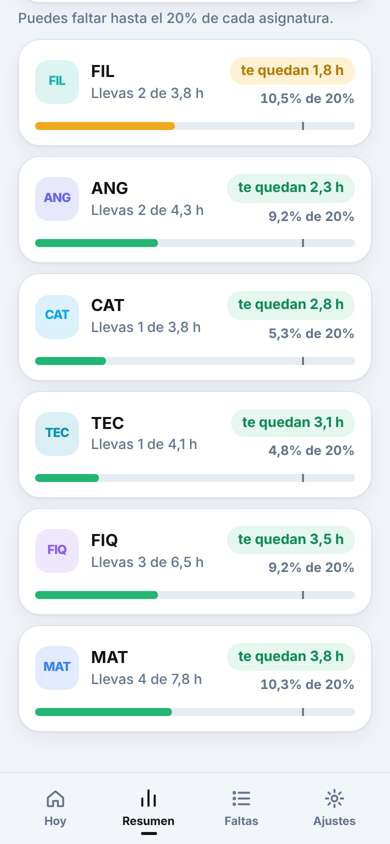 Puedes faltar hasta el 20% de cada asignatura.
FIL
FIL
te quedan 1,8 h
Llevas 2 de 3,8 h
10,5% de 20%
ANG
ANG
te quedan 2,3 h
Llevas 2 de 4,3 h
9,2% de 20%
CAT
CAT
te quedan 2,8 h
Llevas 1 de 3,8 h
5,3% de 20%
TEC
TEC
te quedan 3,1 h
Llevas 1 de 4,1 h
4,8% de 20%
FIQ
FIQ
te quedan 3,5 h
Llevas 3 de 6,5 h
9,2% de 20%
MAT
MAT
te quedan 3,8 h
Llevas 4 de 7,8 h
10,3% de 20%
Hoy
Resumen
Faltas
Ajustes